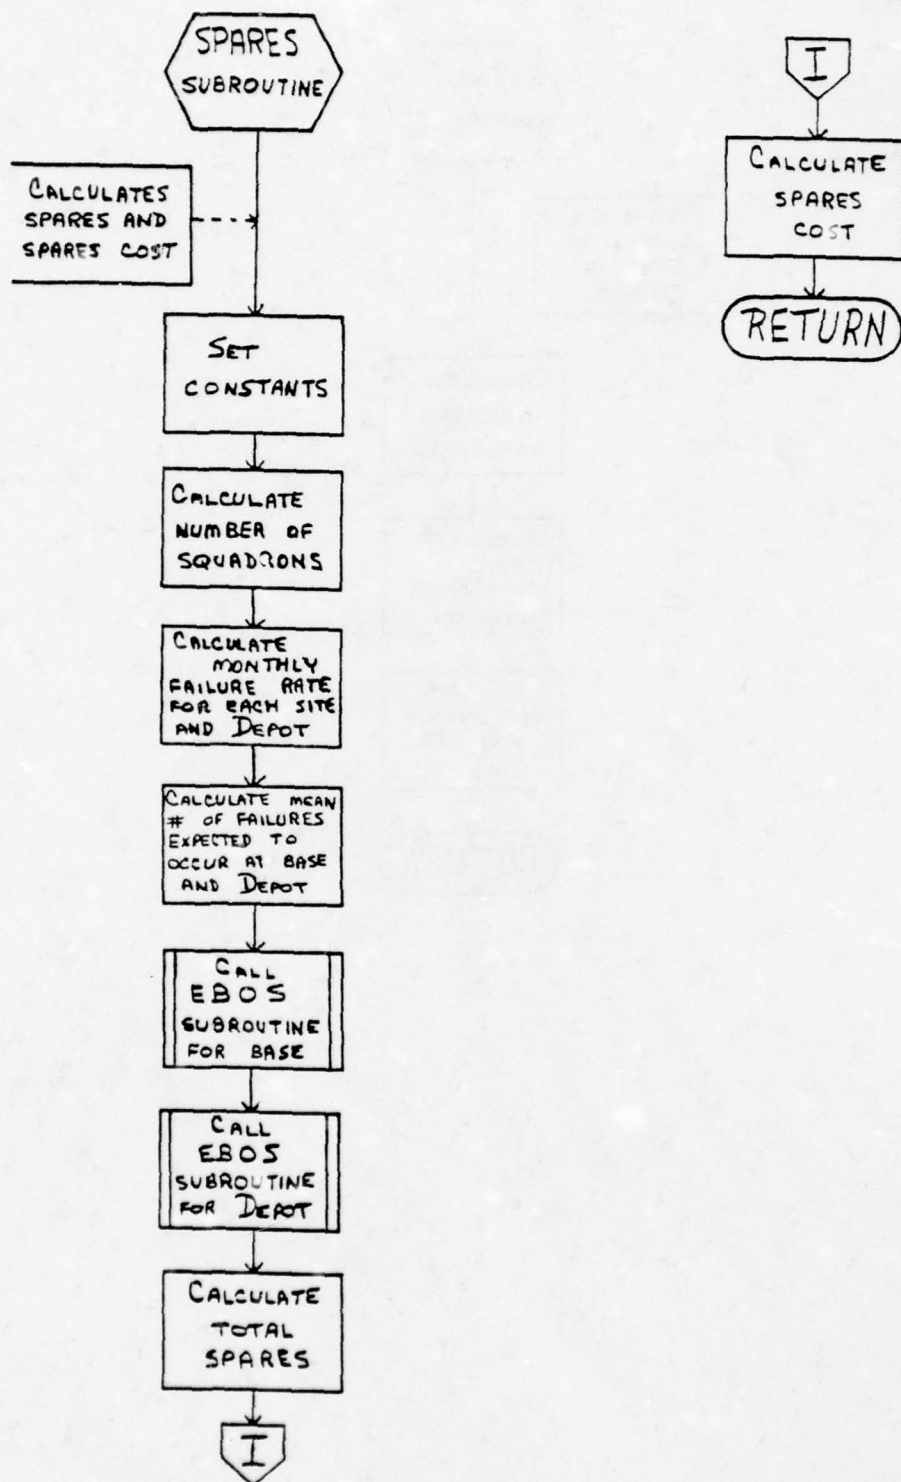 SPARES
SUBROUTINE
CALCULATES
SPARES AND
SPARES COST
SET
CONSTANTS
CALCULATE
NUMBER OF
SQUADRONS
CALCULATE
MONTHLY
FAILURE RATE
FOR EACH SITE
AND DEPOT
CALCULATE MEAN
# OF FAILURES
EXPECTED TO
OCCUR AT BASE
AND DEPOT
CALL
EBOS
SUBROUTINE
FOR BASE
CALL
EBOS
SUBROUTINE
FOR DEPOT
CALCULATE
TOTAL
SPARES
I
I
CALCULATE
SPARES
COST
RETURN